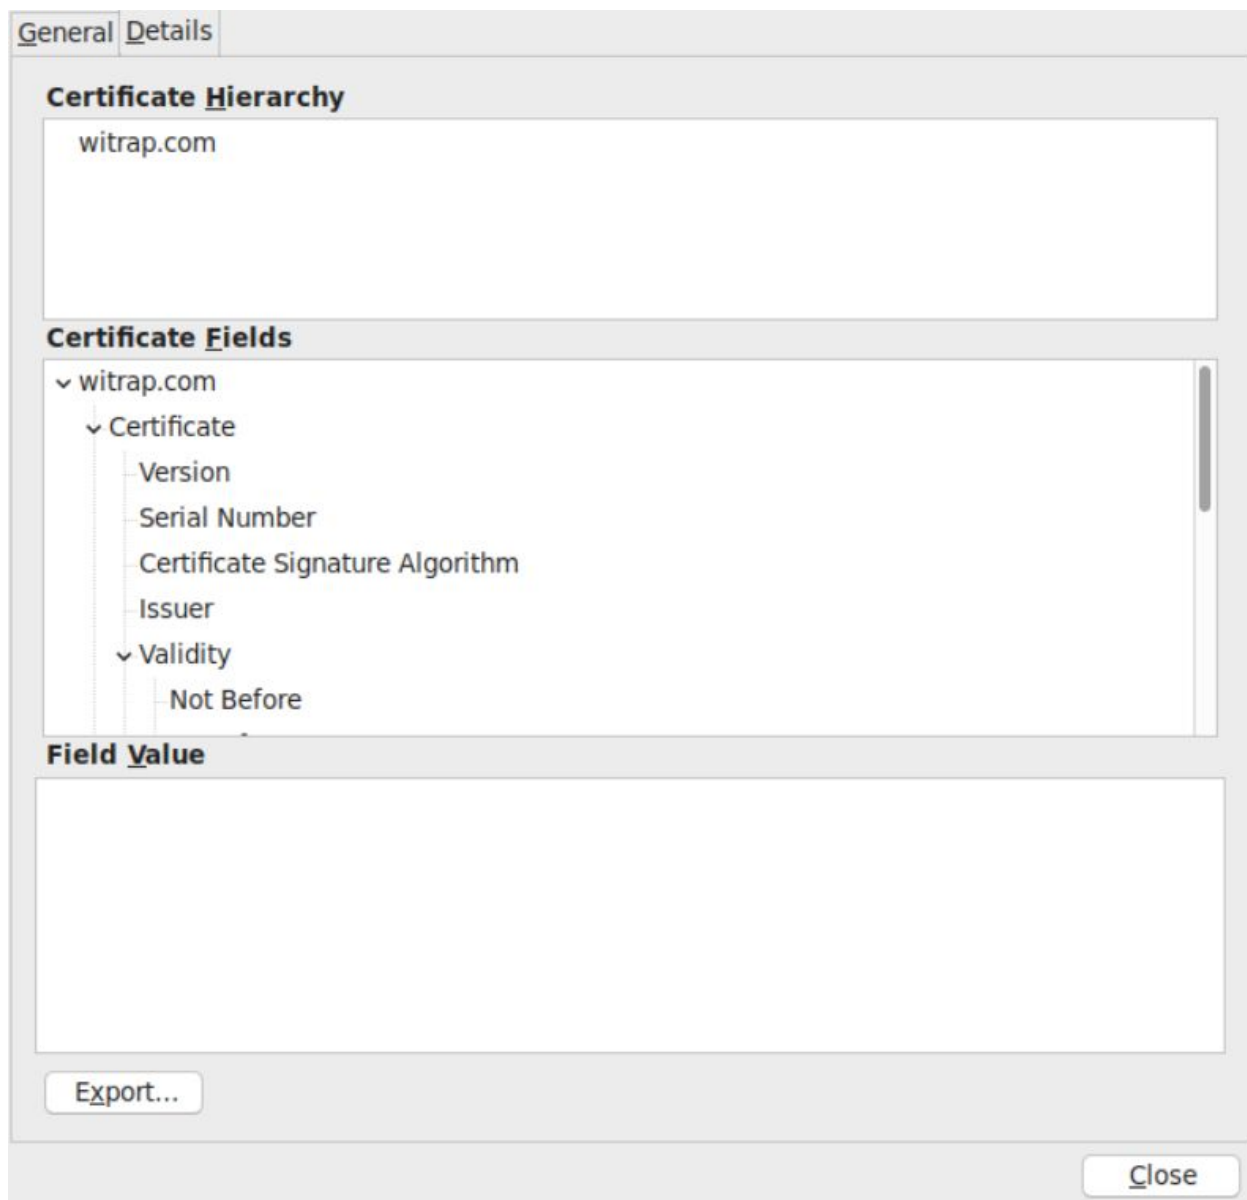 General Details
Certificate Hierarchy
witrap.com
Certificate Fields
witrap.com
Certificate
Version
Serial Number
Certificate Signature Algorithm
Issuer
Validity
Not Before
Field Value
Export...
Close